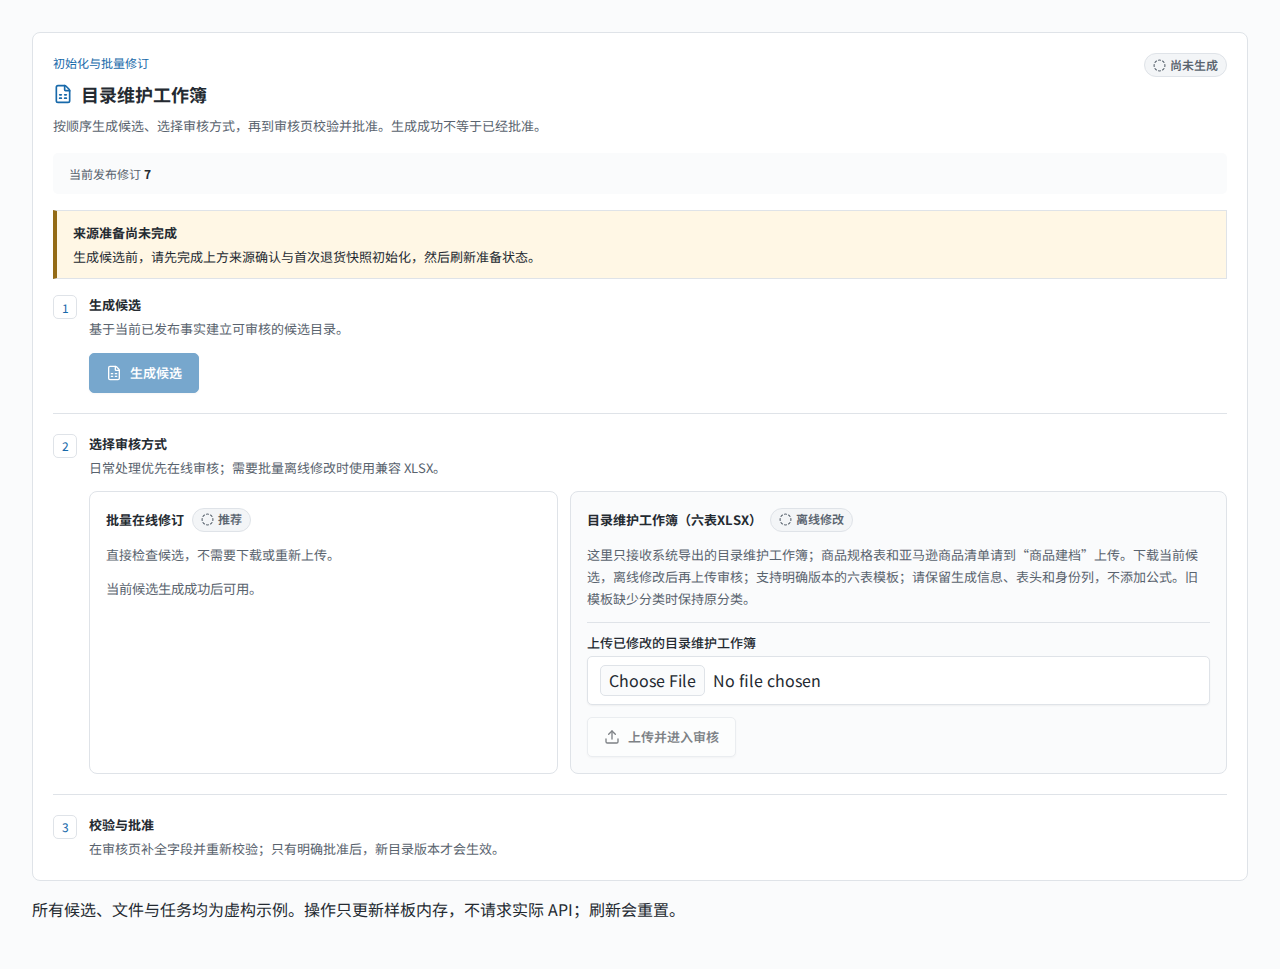 初始化与批量修订
尚未生成
目录维护工作簿
按顺序生成候选、选择审核方式，再到审核页校验并批准。生成成功不等于已经批准。
当前发布修订 7
来源准备尚未完成
生成候选前，请先完成上方来源确认与首次退货快照初始化，然后刷新准备状态。
1 生成候选
基于当前已发布事实建立可审核的候选目录。
生成候选
2 选择审核方式
日常处理优先在线审核；需要批量离线修改时使用兼容 XLSX。
批量在线修订 推荐
直接检查候选，不需要下载或重新上传。
当前候选生成成功后可用。
目录维护工作簿（六表XLSX） 离线修改
这里只接收系统导出的目录维护工作簿；商品规格表和亚马逊商品清单请到“商品建档”上传。下载当前候
选，离线修改后再上传审核；支持明确版本的六表模板；请保留生成信息、表头和身份列，不添加公式。旧
模板缺少分类时保持原分类。
上传已修改的目录维护工作簿
Choose File No file chosen
上传并进入审核
3 校验与批准
在审核页补全字段并重新校验；只有明确批准后，新目录版本才会生效。
所有候选、文件与任务均为虚构示例。操作只更新样板内存，不请求实际 API；刷新会重置。